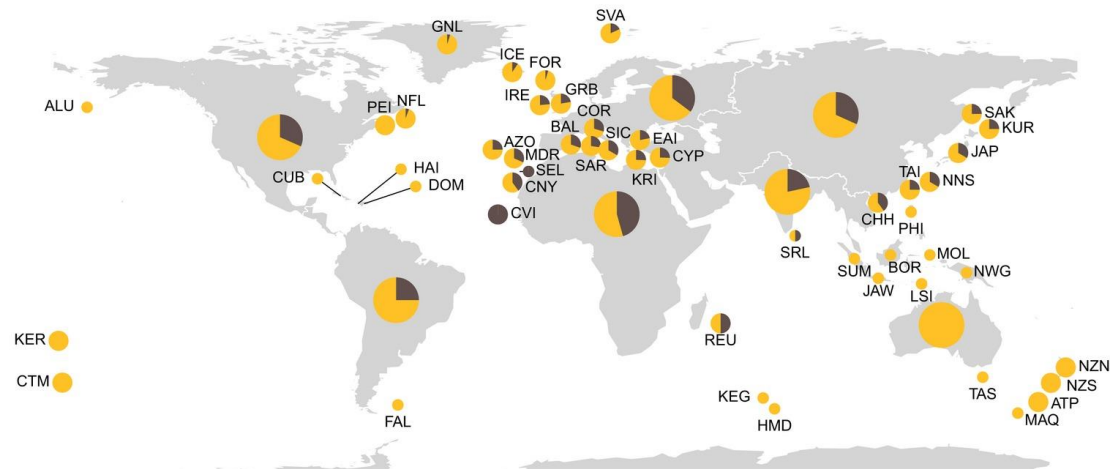 SVA
GNL
ICE
FOR
ALU
PEI
NFL
IRE
GRB
COR
SAK
KUR
BAL
SIC
EAI
AZO
MDR
SAR
CYP
JAP
HAI
SEL
KRI
TAI
CUB
DOM
CNY
NNS
CVI
CHH
PHI
SRL
SUM
BOR
MOL
JAW
NWG
LSI
KER
REU
CTM
NZN
TAS
NZS
KEG
ATP
FAL
HMD
MAQ